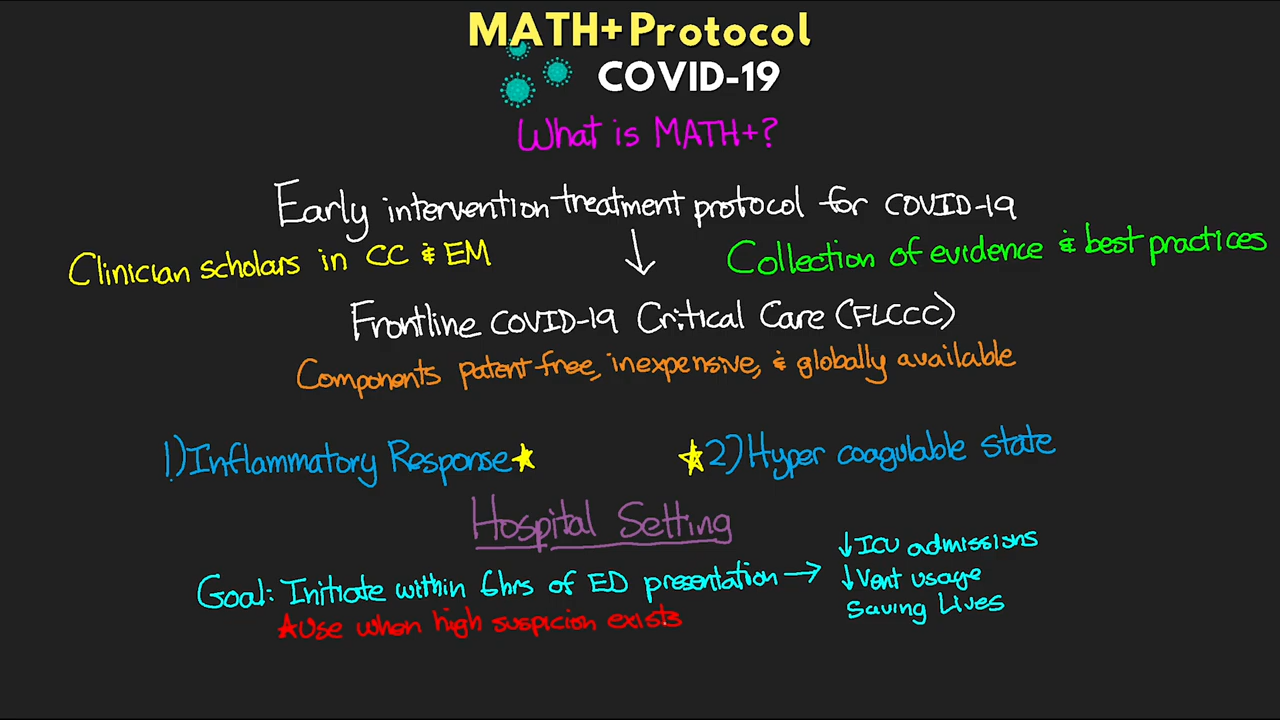 MATH+ Protocol
COVID-19
What is MATH+?
Early intervention treatment protocol for COVID-19
Clinician scholars in CC & EM
Collection of evidence & best practices
Frontline COVID-19 Critical Care (FLCCC)
Components patent-free, inexpensive, & globally available
1.) Inflammatory Response
2) Hyper coagulable state
Hospital Setting
Goal: Initiate within 6hrs of ED presentation →
↓ICU admissions
↓Vent usage
Saving Lives
Use when high suspicion exists